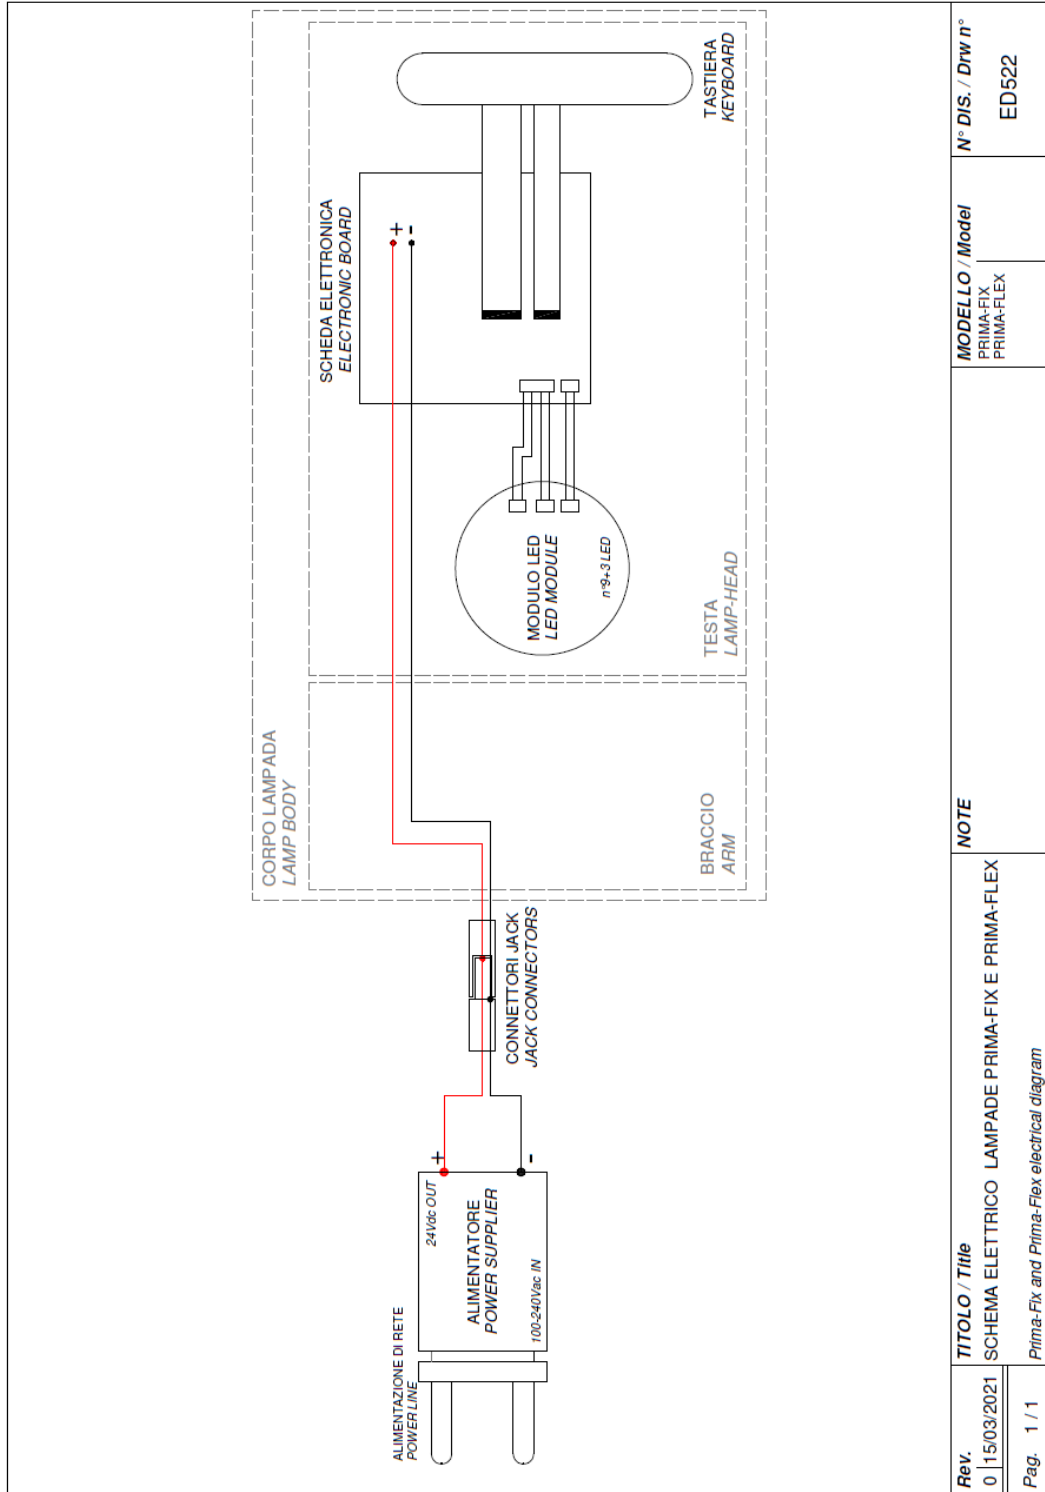 ALIMENTAZIONE DI RETE
POWER LINE
24Vdc OUT
ALIMENTATORE
POWER SUPPLIER
100-240Vac IN
+
-
CONNETTORI JACK
JACK CONNECTORS
CORPO LAMPADA
LAMP BODY
BRACCIO
ARM
SCHEDA ELETTRONICA
ELECTRONIC BOARD
+
-
MODULO LED
LED MODULE
n°9+3 LED
TESTA
LAMP-HEAD
TASTIERA
KEYBOARD
Rev.
0 15/03/2021
Pag. 1 / 1
TITOLO / Title
SCHEMA ELETTRICO LAMPADE PRIMA-FIX E PRIMA-FLEX
Prima-Fix and Prima-Flex electrical diagram
NOTE
MODELLO / Model
PRIMA-FIX
PRIMA-FLEX
N° DIS. / Drw n°
ED522